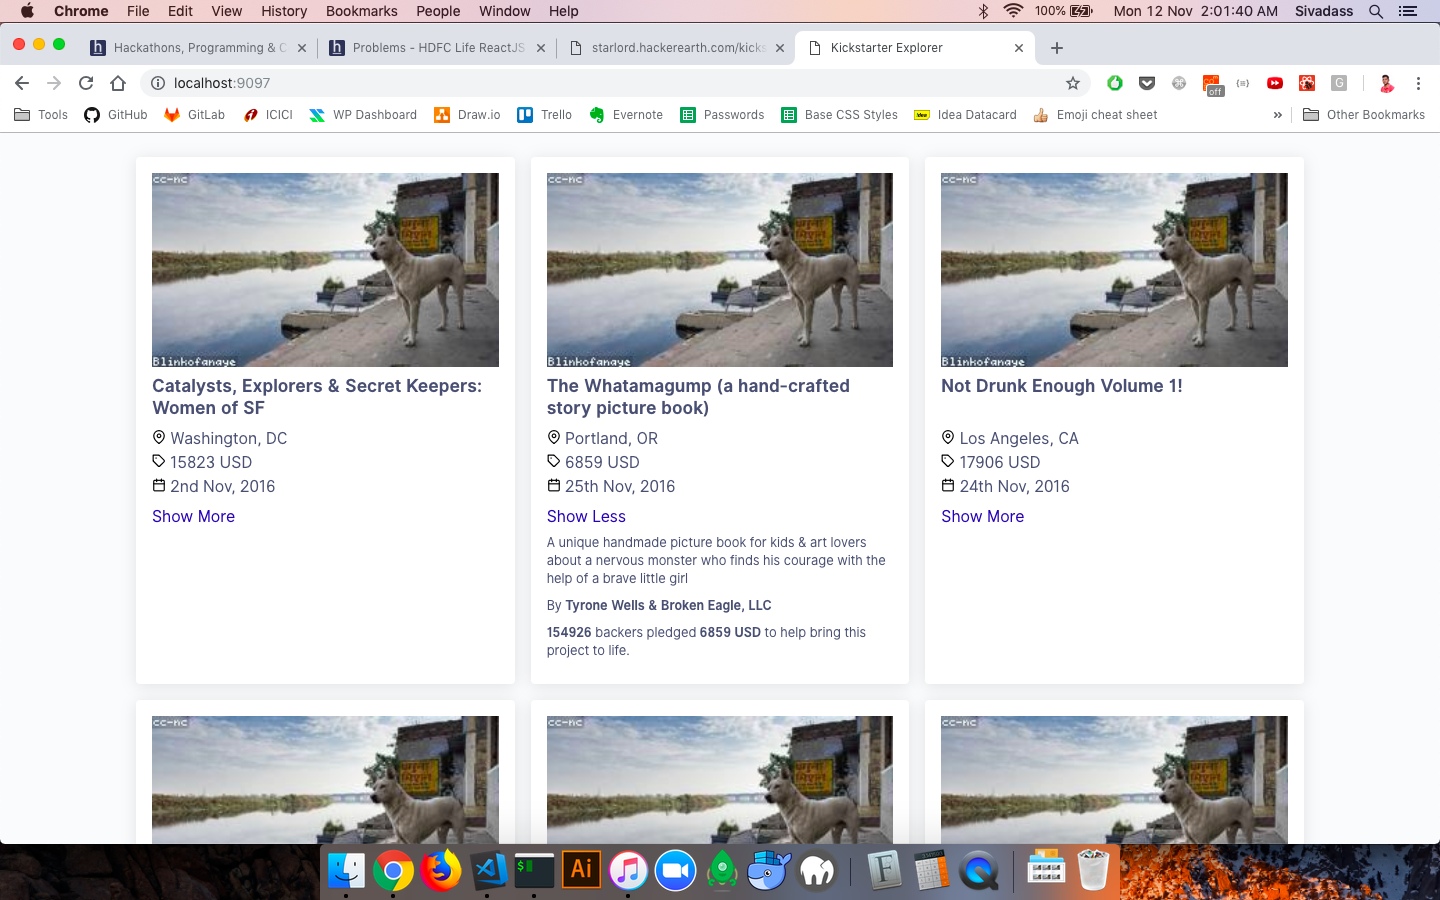 Chrome File Edit View History Bookmarks People Window Help 100% Mon 12 Nov 2:01:40 AM Sivadass
Hackathons, Programming & C
Problems - HDFC Life ReactJS
starlord.hackerearth.com/kicks
Kickstarter Explorer
localhost:9097
off
G
Tools GitHub GitLab ICICI WP Dashboard Draw.io Trello Evernote Passwords Base CSS Styles Idea Datacard Emoji cheat sheet » Other Bookmarks
cc-nc
Blinkofanaye
Catalysts, Explorers & Secret Keepers:
Women of SF
Washington, DC
15823 USD
2nd Nov, 2016
Show More
cc-nc
Blinkofanaye
The Whatamagump (a hand-crafted
story picture book)
Portland, OR
6859 USD
25th Nov, 2016
Show Less
A unique handmade picture book for kids & art lovers
about a nervous monster who finds his courage with the
help of a brave little girl
By Tyrone Wells & Broken Eagle, LLC
154926 backers pledged 6859 USD to help bring this
project to life.
cc-nc
Blinkofanaye
Not Drunk Enough Volume 1!
Los Angeles, CA
17906 USD
24th Nov, 2016
Show More
cc-nc
cc-nc
cc-nc
$
Ai
F